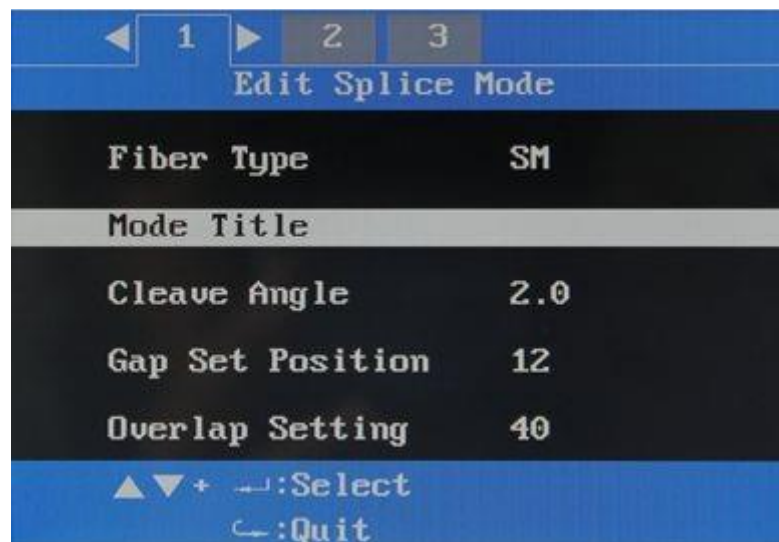 ◀ 1 ▶ 2 3
Edit Splice Mode
Fiber Type SM
Mode Title
Cleave Angle 2.0
Gap Set Position 12
Overlap Setting 40
▲▼+ ↵:Select
↪:Quit